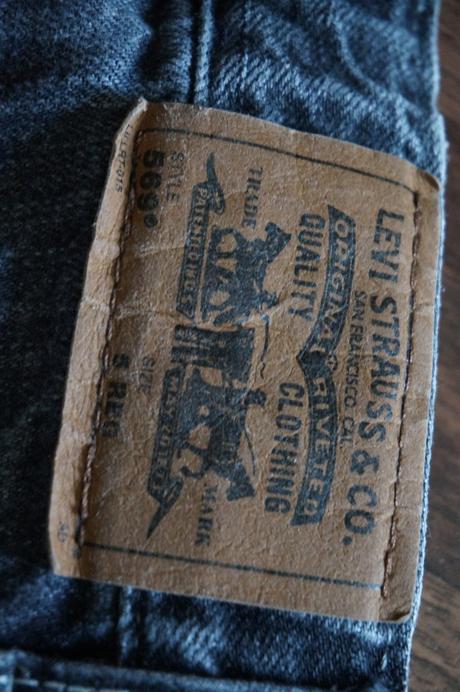 LEVI STRAUSS & CO.
SAN FRANCISCO, CAL.
ORIGINAL RIVETED
QUALITY CLOTHING
TRADE MARK
STYLE
569
SIZE
5 REG